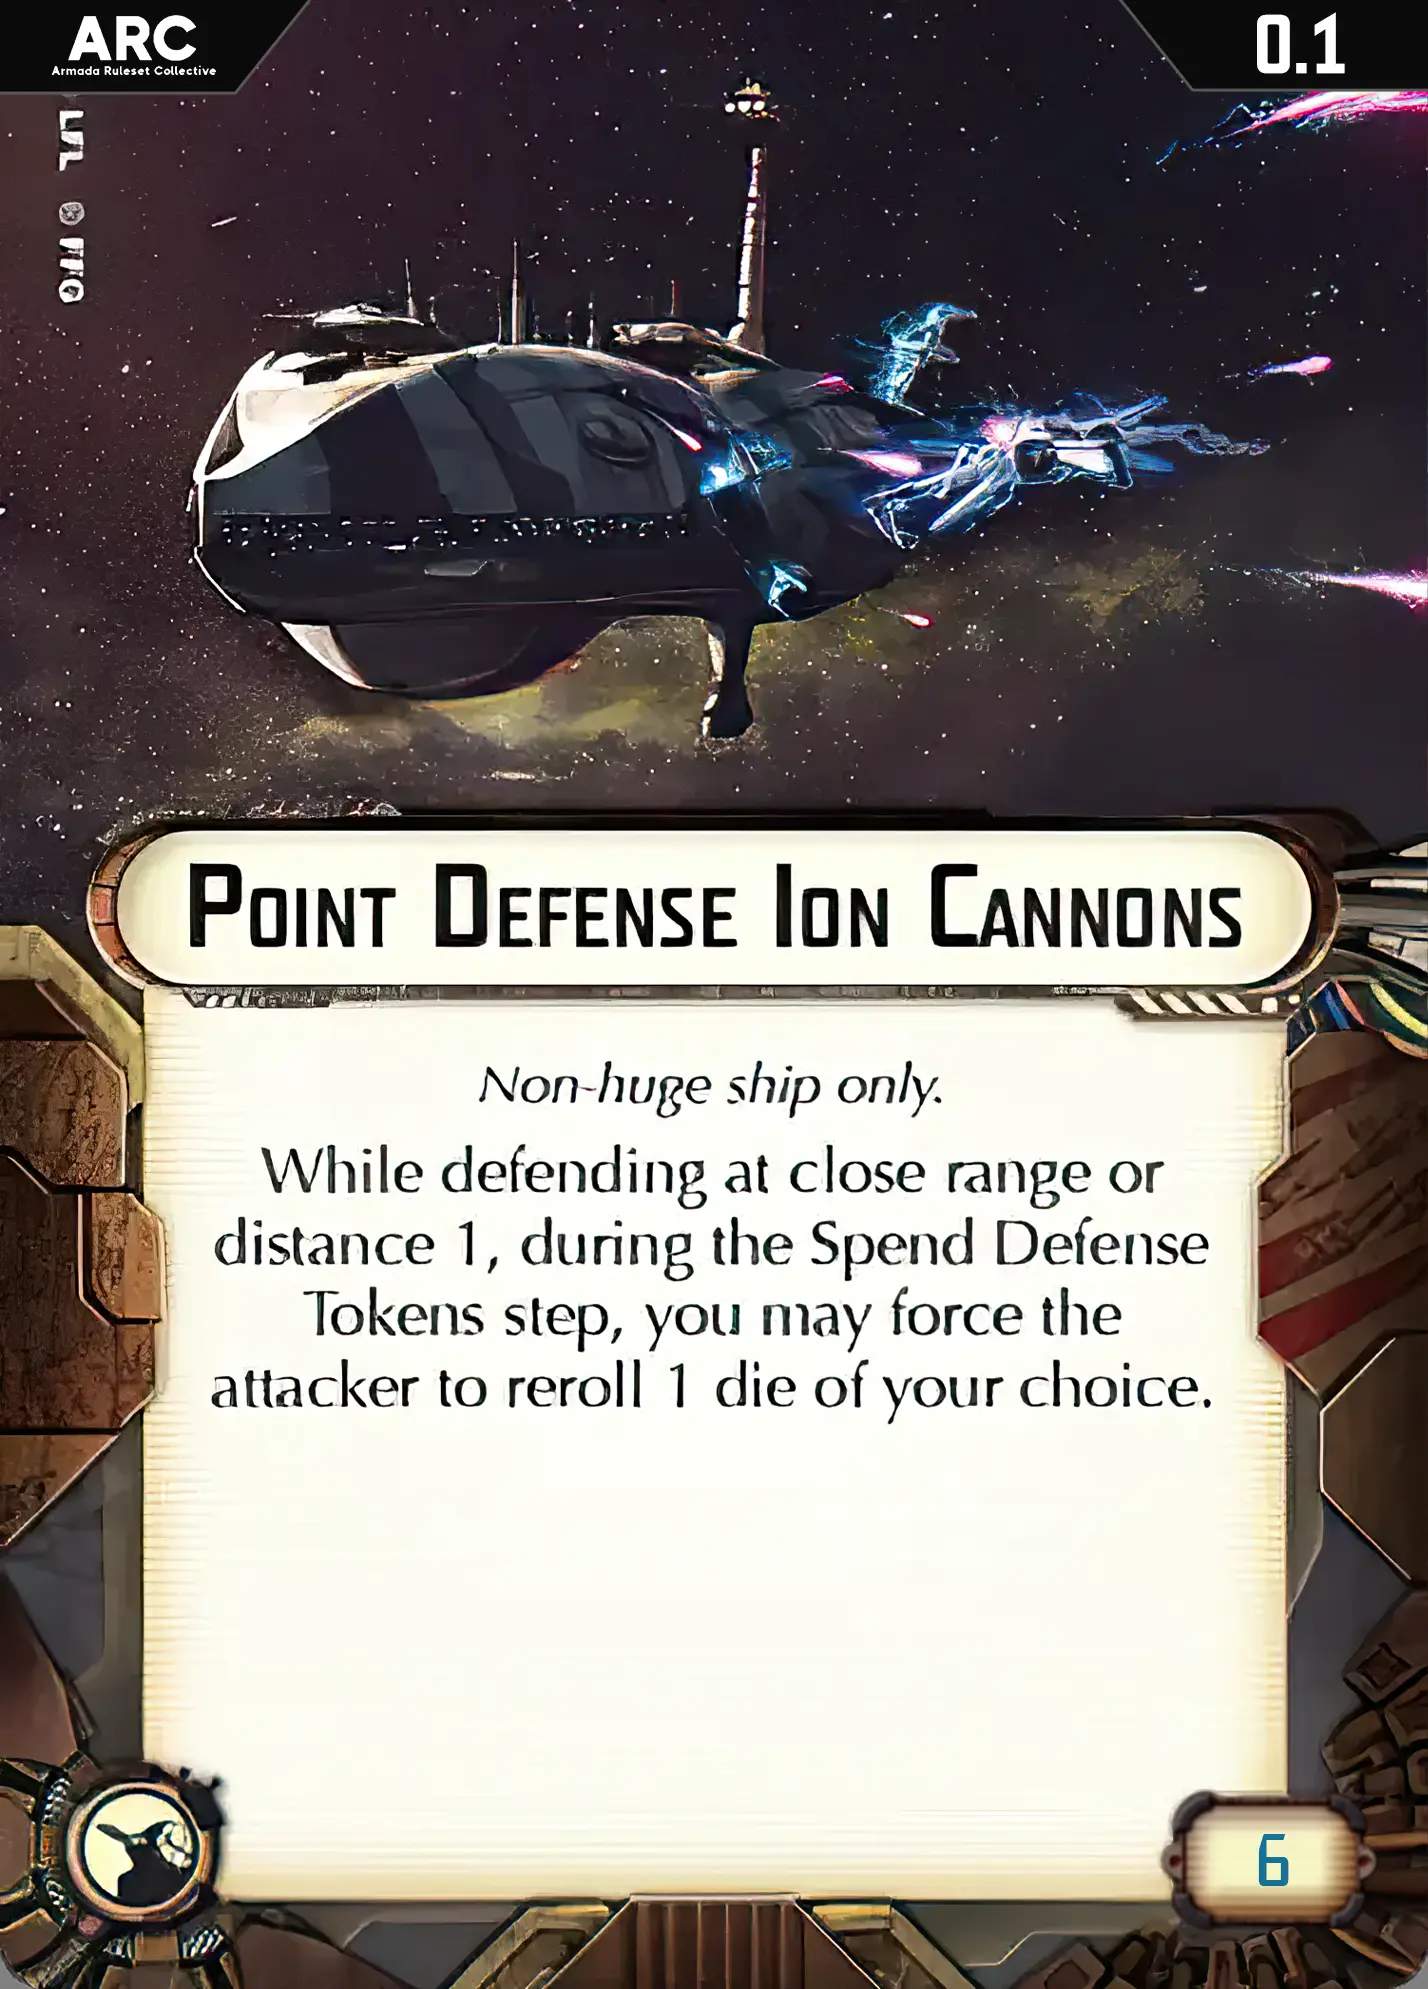 ARC
Armada Ruleset Collective
0.1
Point Defense Ion Cannons
Non-huge ship only.
While defending at close range or
distance 1, during the Spend Defense
Tokens step, you may force the
attacker to reroll 1 die of your choice.
6